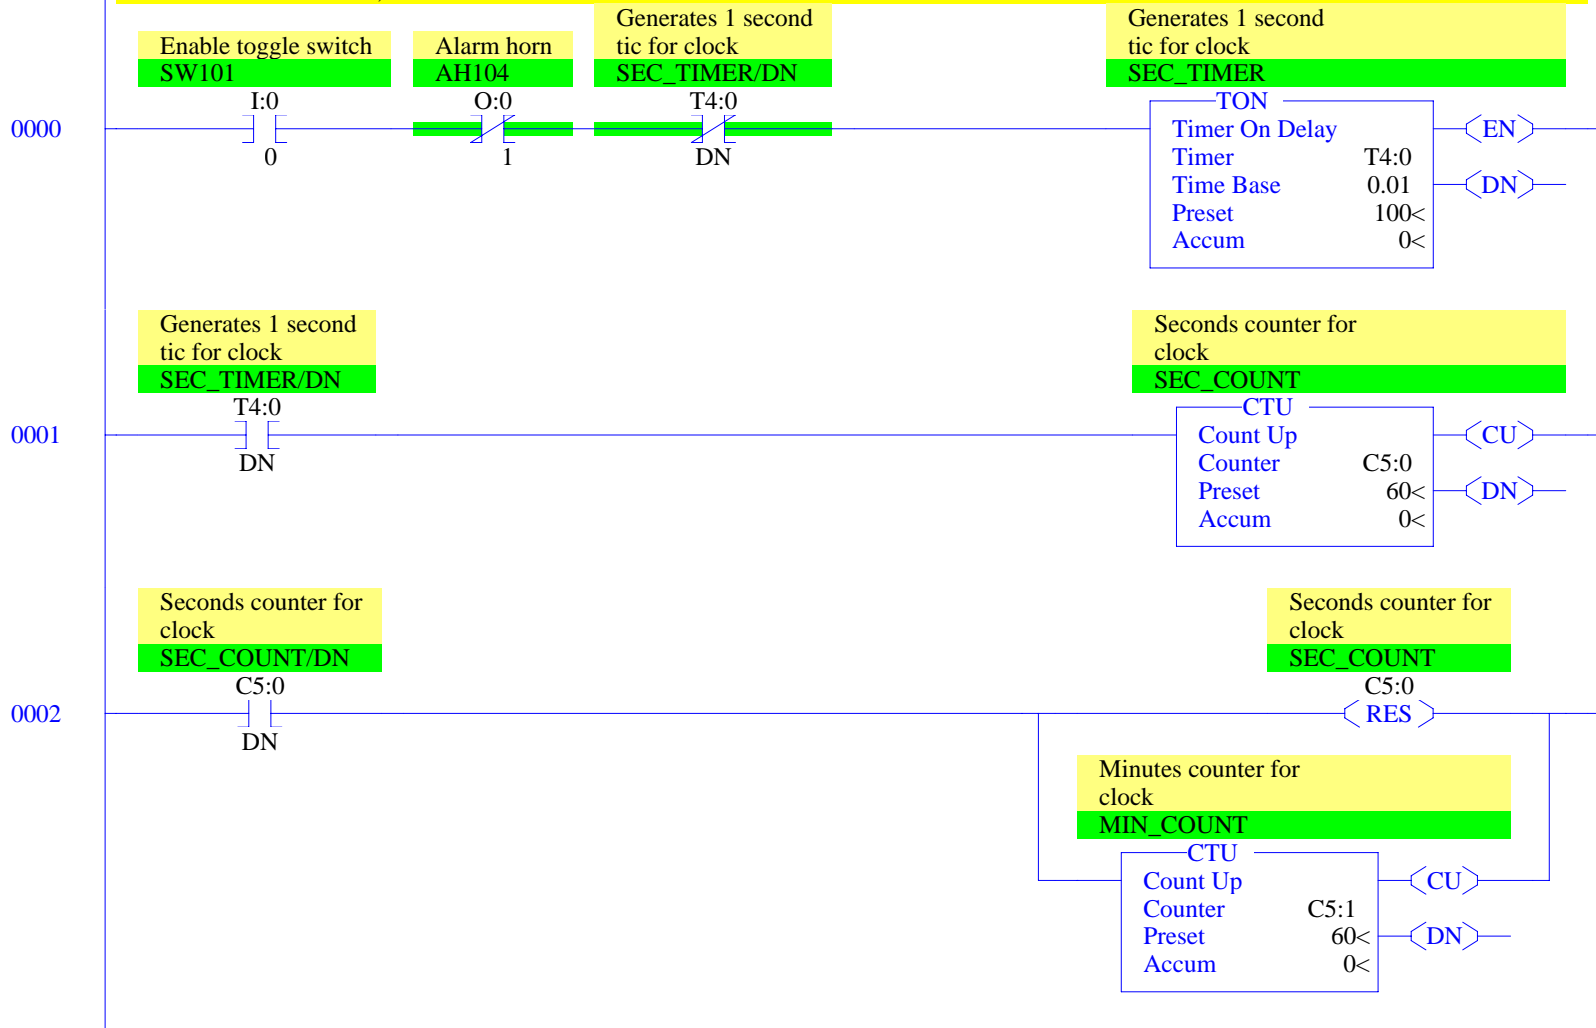 Enable toggle switch
SW101
I:0
0
Alarm horn
AH104
O:0
1
Generates 1 second
tic for clock
SEC_TIMER/DN
T4:0
DN
Generates 1 second
tic for clock
SEC_TIMER
TON
Timer On Delay
Timer T4:0
Time Base 0.01
Preset 100<
Accum 0<
EN
DN
0000
Generates 1 second
tic for clock
SEC_TIMER/DN
T4:0
DN
Seconds counter for
clock
SEC_COUNT
CTU
Count Up
Counter C5:0
Preset 60<
Accum 0<
CU
DN
0001
Seconds counter for
clock
SEC_COUNT/DN
C5:0
DN
Seconds counter for
clock
SEC_COUNT
C5:0
RES
0002
Minutes counter for
clock
MIN_COUNT
CTU
Count Up
Counter C5:1
Preset 60<
Accum 0<
CU
DN